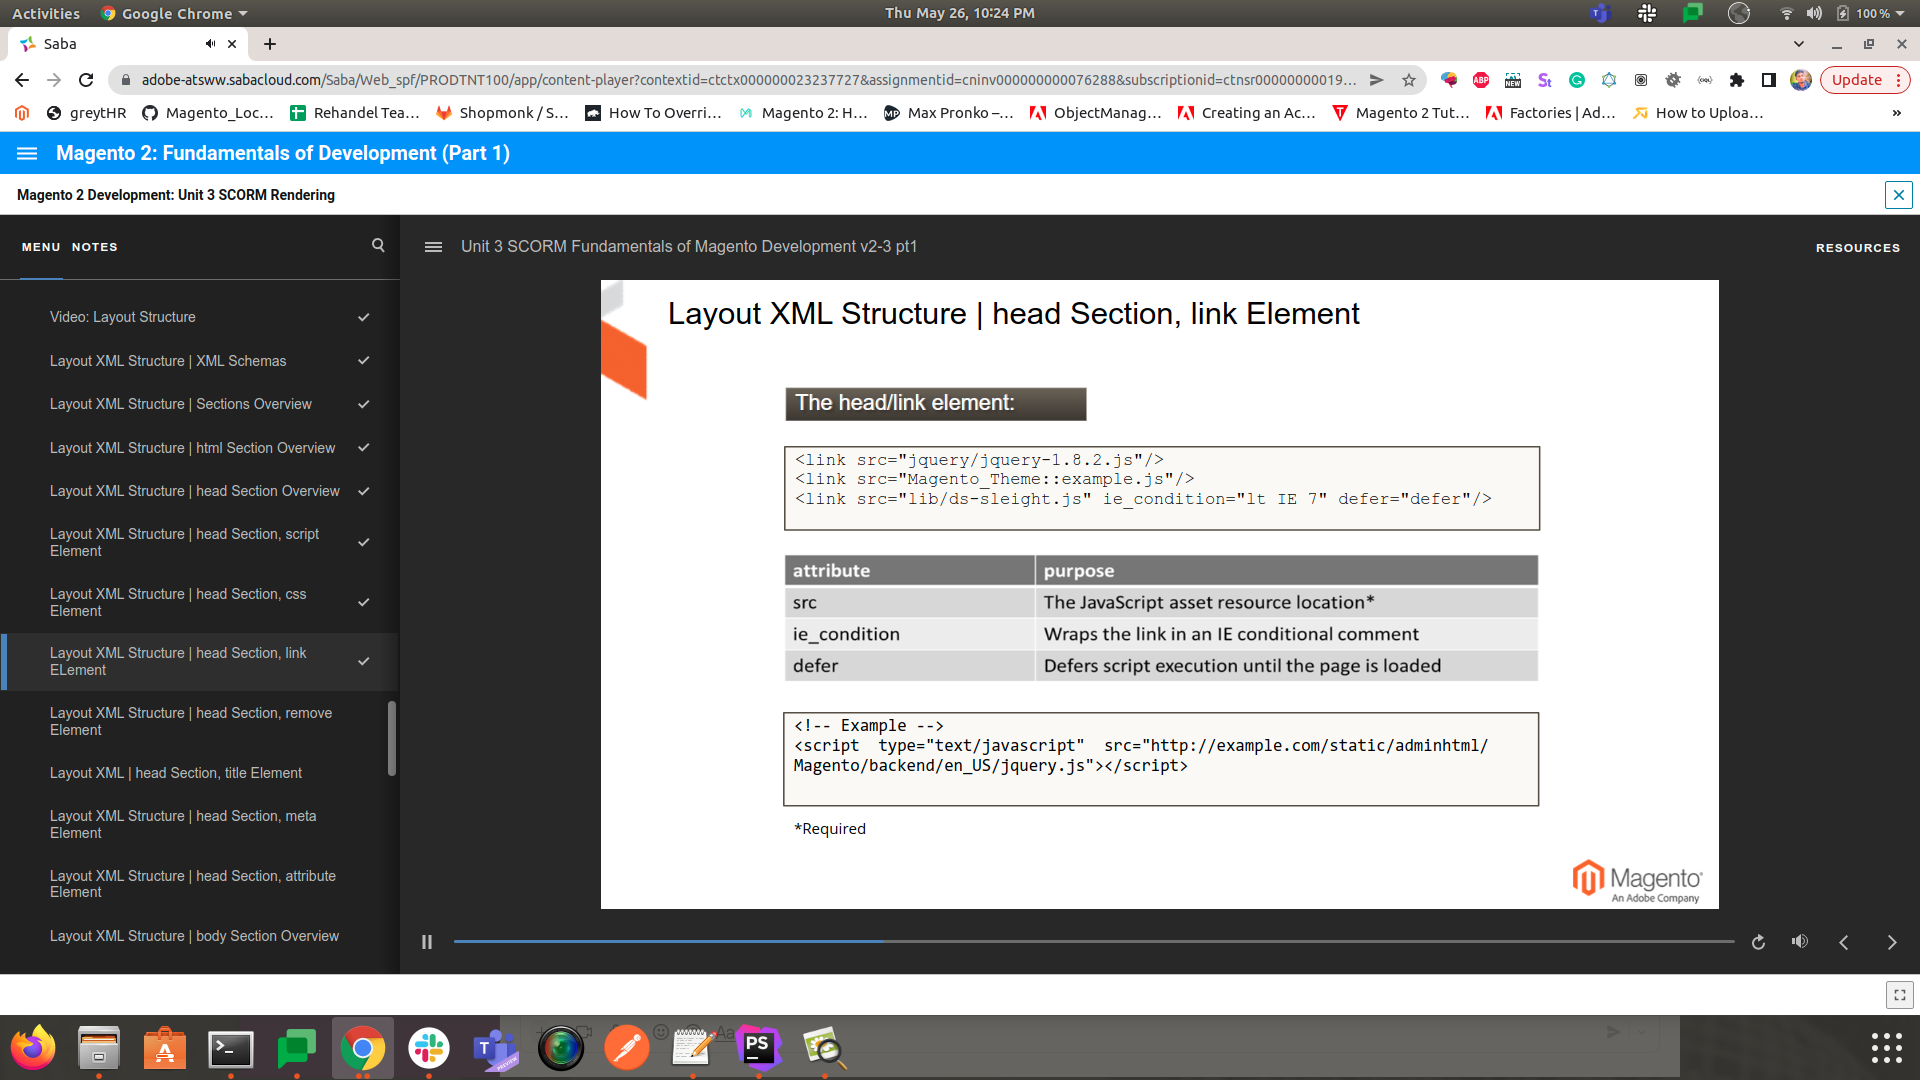 Activities
Google Chrome
Thu May 26, 10:24 PM
100 %
Saba
adobe-atsww.sabacloud.com/Saba/Web_spf/PRODTNT100/app/content-player?contextid=ctctx000000023237727&assignmentid=cninv000000000076288&subscriptionid=ctnsr00000000019...
ABP
NEW
St
Update
greytHR
Magento_Loc...
Rehandel Tea...
Shopmonk / S...
How To Overri...
Magento 2: H...
Max Pronko –...
ObjectManag...
Creating an Ac...
Magento 2 Tut...
Factories | Ad...
How to Uploa...
»
Magento 2: Fundamentals of Development (Part 1)
Magento 2 Development: Unit 3 SCORM Rendering
MENU
NOTES
Unit 3 SCORM Fundamentals of Magento Development v2-3 pt1
RESOURCES
Video: Layout Structure
Layout XML Structure | XML Schemas
Layout XML Structure | Sections Overview
Layout XML Structure | html Section Overview
Layout XML Structure | head Section Overview
Layout XML Structure | head Section, script
Element
Layout XML Structure | head Section, css
Element
Layout XML Structure | head Section, link
ELement
Layout XML Structure | head Section, remove
Element
Layout XML | head Section, title Element
Layout XML Structure | head Section, meta
Element
Layout XML Structure | head Section, attribute
Element
Layout XML Structure | body Section Overview
Layout XML Structure | head Section, link Element
The head/link element:
<link src="jquery/jquery-1.8.2.js"/>
<link src="Magento_Theme::example.js"/>
<link src="lib/ds-sleight.js" ie_condition="lt IE 7" defer="defer"/>
attribute purpose
src The JavaScript asset resource location*
ie_condition Wraps the link in an IE conditional comment
defer Defers script execution until the page is loaded
<!-- Example -->
<script  type="text/javascript"  src="http://example.com/static/adminhtml/
Magento/backend/en_US/jquery.js"></script>
*Required
Magento
An Adobe Company
PS